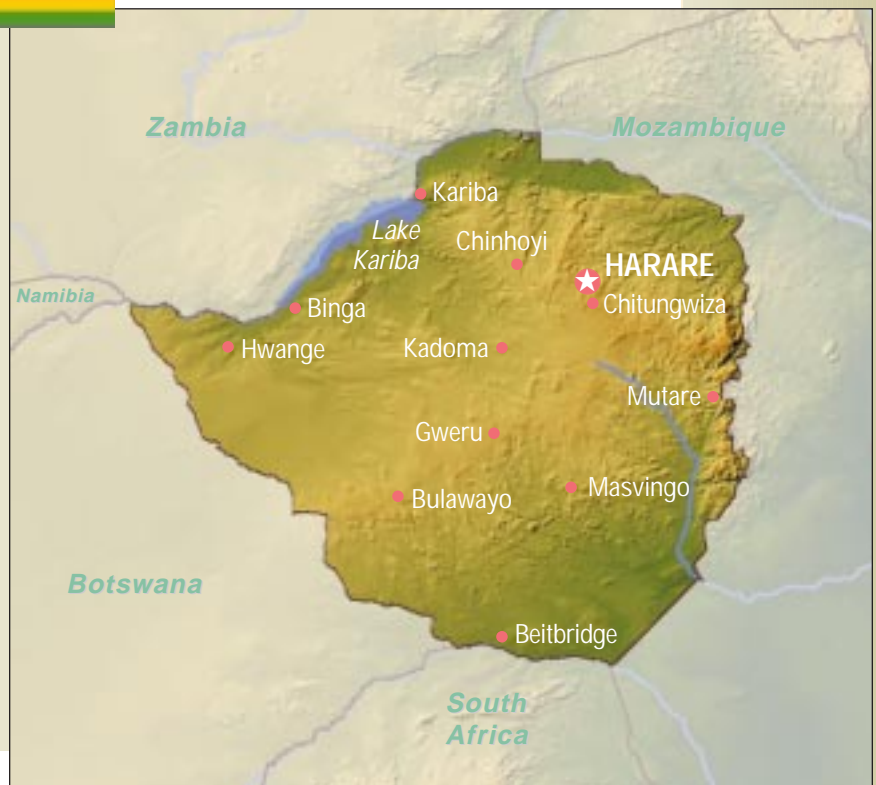 Zambia
Mozambique
Kariba
Lake
Kariba
Chinhoyi
HARARE
Namibia
Binga
Chitungwiza
Hwange
Kadoma
Mutare
Gweru
Bulawayo
Masvingo
Botswana
Beitbridge
South
Africa